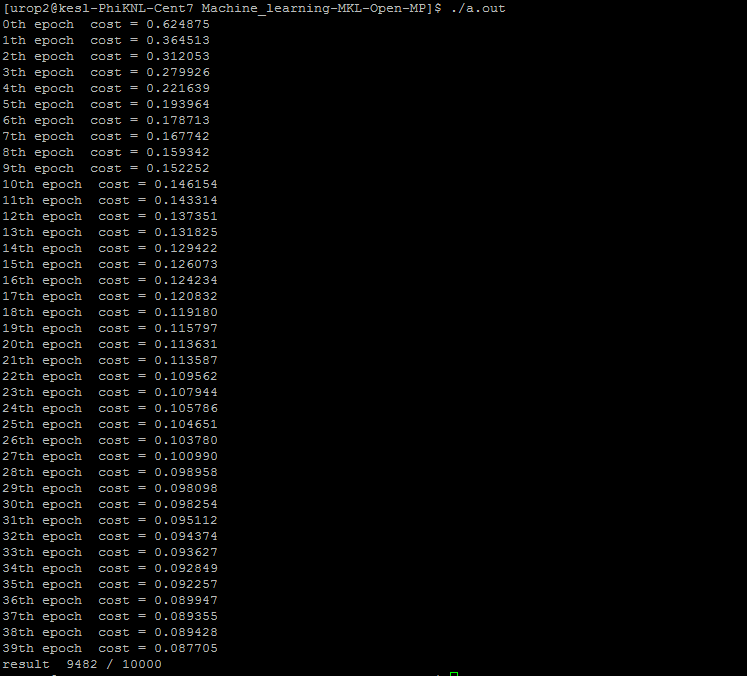 [urop2@kesl-PhiKNL-Cent7 Machine_learning-MKL-Open-MP]$ ./a.out
0th epoch  cost = 0.624875
1th epoch  cost = 0.364513
2th epoch  cost = 0.312053
3th epoch  cost = 0.279926
4th epoch  cost = 0.221639
5th epoch  cost = 0.193964
6th epoch  cost = 0.178713
7th epoch  cost = 0.167742
8th epoch  cost = 0.159342
9th epoch  cost = 0.152252
10th epoch  cost = 0.146154
11th epoch  cost = 0.143314
12th epoch  cost = 0.137351
13th epoch  cost = 0.131825
14th epoch  cost = 0.129422
15th epoch  cost = 0.126073
16th epoch  cost = 0.124234
17th epoch  cost = 0.120832
18th epoch  cost = 0.119180
19th epoch  cost = 0.115797
20th epoch  cost = 0.113631
21th epoch  cost = 0.113587
22th epoch  cost = 0.109562
23th epoch  cost = 0.107944
24th epoch  cost = 0.105786
25th epoch  cost = 0.104651
26th epoch  cost = 0.103780
27th epoch  cost = 0.100990
28th epoch  cost = 0.098958
29th epoch  cost = 0.098098
30th epoch  cost = 0.098254
31th epoch  cost = 0.095112
32th epoch  cost = 0.094374
33th epoch  cost = 0.093627
34th epoch  cost = 0.092849
35th epoch  cost = 0.092257
36th epoch  cost = 0.089947
37th epoch  cost = 0.089355
38th epoch  cost = 0.089428
39th epoch  cost = 0.087705
result  9482 / 10000